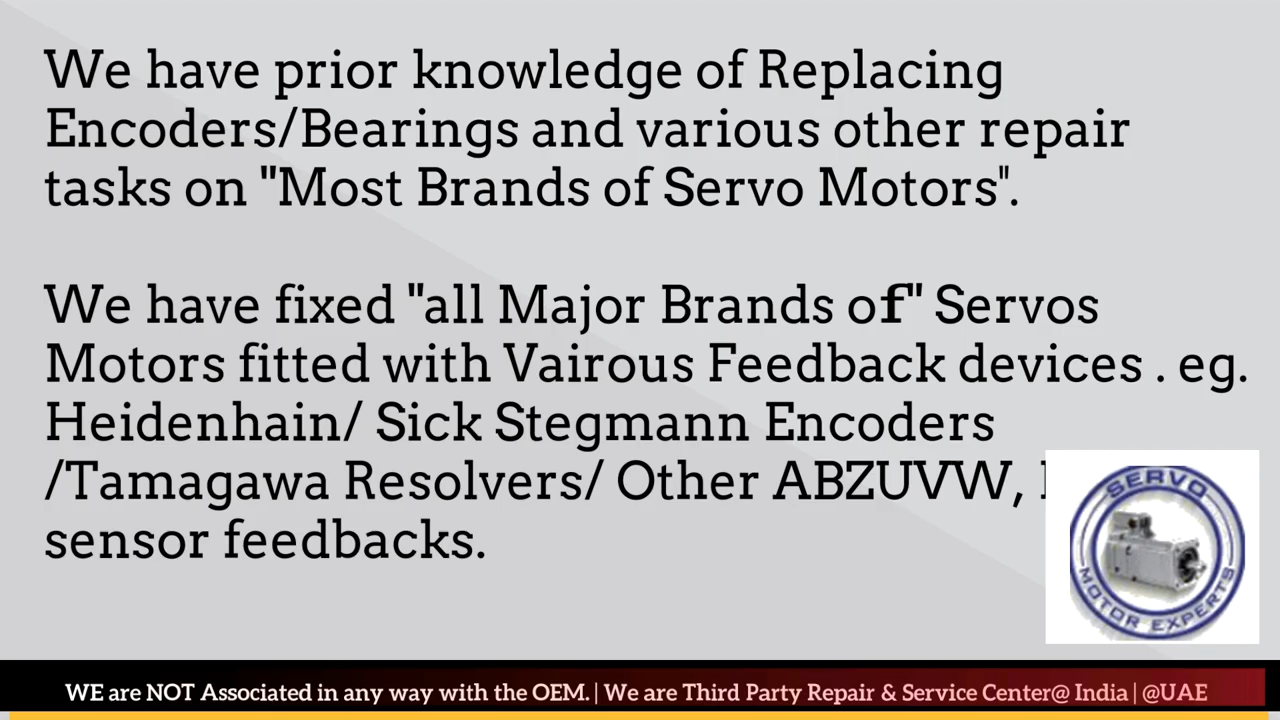 We have prior knowledge of Replacing
Encoders/Bearings and various other repair
tasks on "Most Brands of Servo Motors".
We have fixed "all Major Brands of" Servos
Motors fitted with Vairous Feedback devices . eg.
Heidenhain/ Sick Stegmann Encoders
/Tamagawa Resolvers/ Other ABZUVW,
sensor feedbacks.
SERVO
MOTOR EXPERTS
WE are NOT Associated in any way with the OEM. | We are Third Party Repair & Service Center@ India | @UAE